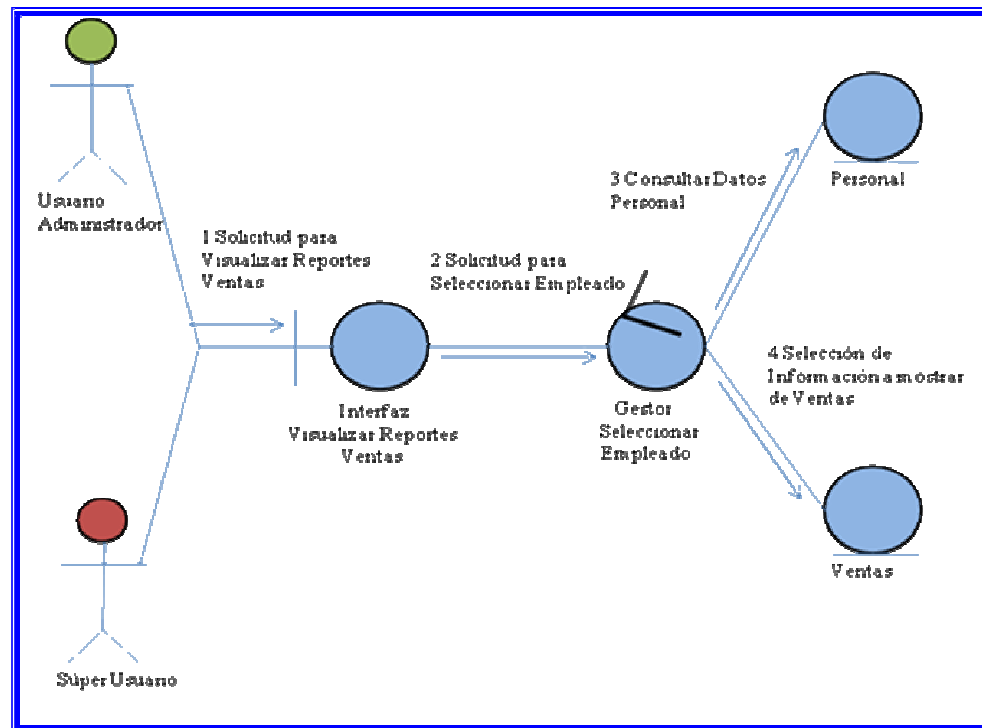 Usuario
Administrador
1 Solicitud para
Visualizar Reportes
Ventas
2 Solicitud para
Seleccionar Empleado
3 Consultar Datos
Personal
Personal
4 Selección de
Información a mostrar
de Ventas
Interfaz
Visualizar Reportes
Ventas
Gestor
Seleccionar
Empleado
Ventas
Súper Usuario